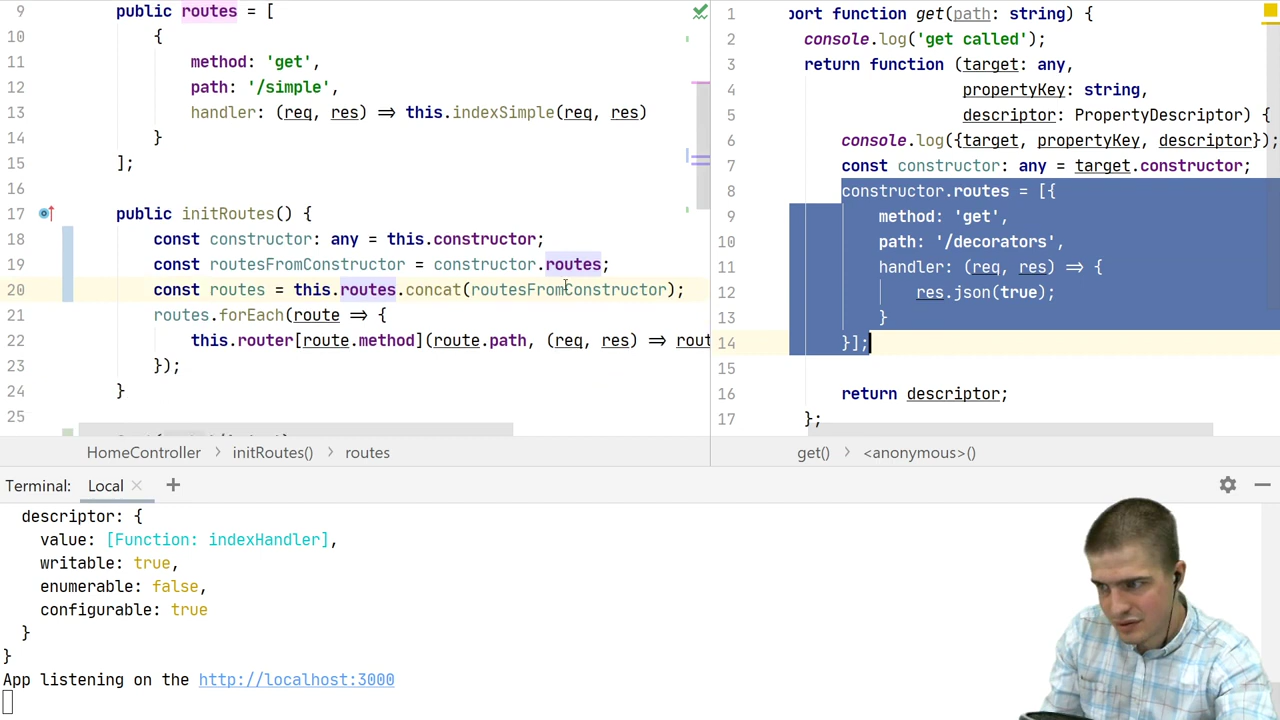 9 public routes = [
10 {
11 method: 'get',
12 path: '/simple',
13 handler: (req, res) => this.indexSimple(req, res)
14 }
15 ];
16
17 public initRoutes() {
18 const constructor: any = this.constructor;
19 const routesFromConstructor = constructor.routes;
20 const routes = this.routes.concat(routesFromConstructor);
21 routes.forEach(route => {
22 this.router[route.method](route.path, (req, res) => rout
23 });
24 }
25
HomeController > initRoutes() > routes
1 port function get(path: string) {
2 console.log('get called');
3 return function (target: any,
4 propertyKey: string,
5 descriptor: PropertyDescriptor) {
6 console.log({target, propertyKey, descriptor});
7 const constructor: any = target.constructor;
8 constructor.routes = [{
9 method: 'get',
10 path: '/decorators',
11 handler: (req, res) => {
12 res.json(true);
13 }
14 }];
15
16 return descriptor;
17 };
get() > <anonymous>()
Terminal: Local × +
descriptor: {
value: [Function: indexHandler],
writable: true,
enumerable: false,
configurable: true
}
}
App listening on the http://localhost:3000